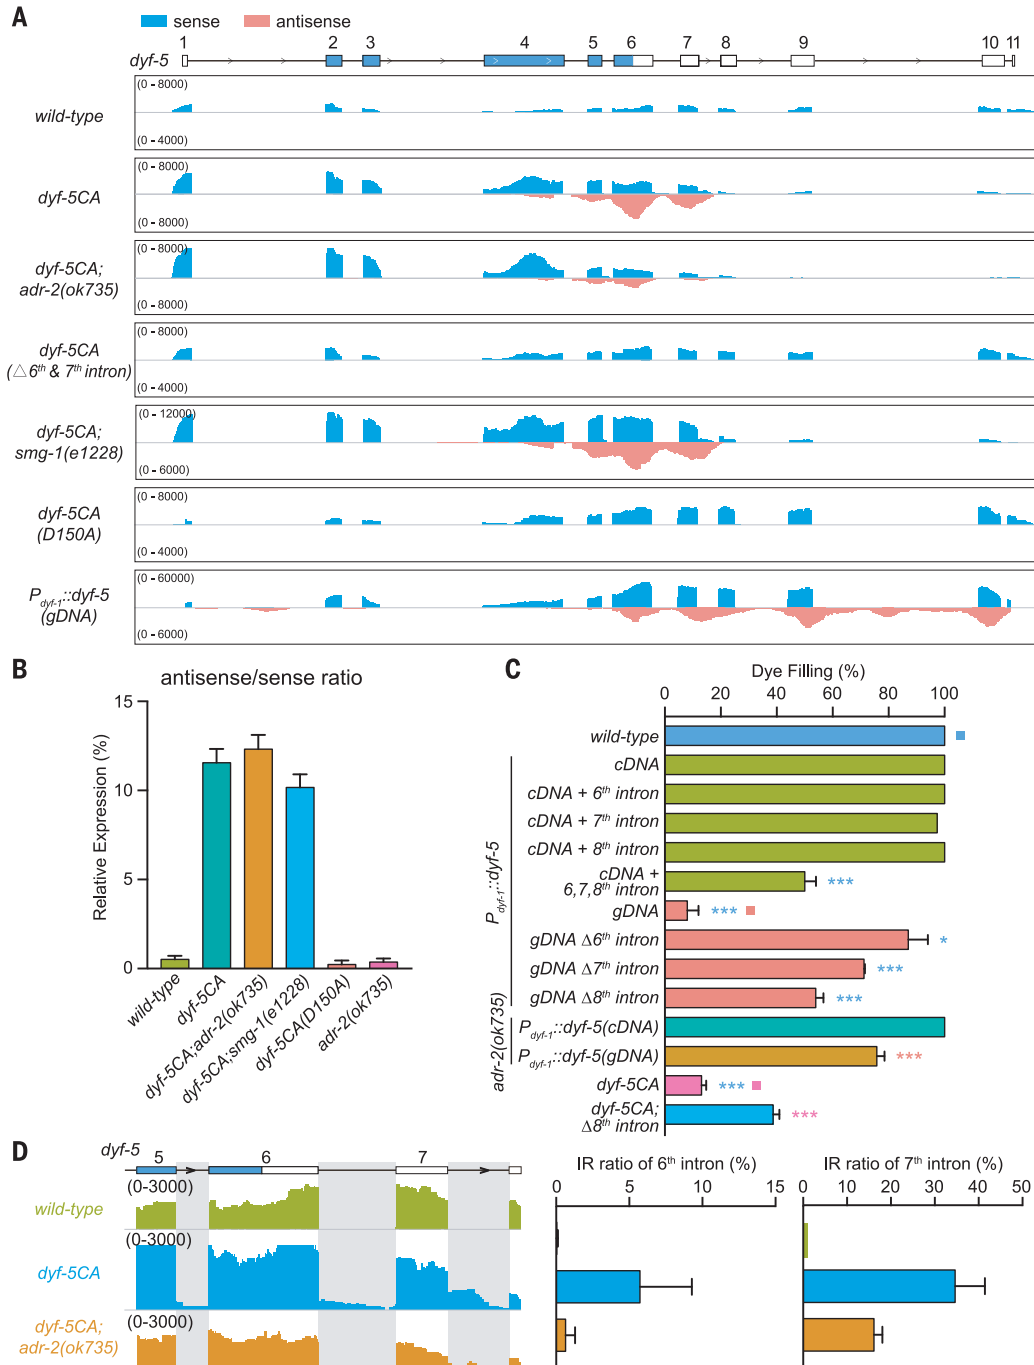 A
sense antisense
1 2 3 4 5 6 7 8 9 10 11
dyf-5
(0 - 8000)
wild-type
(0 - 4000)
(0 - 8000)
dyf-5CA
(0 - 8000)
(0 - 8000)
dyf-5CA;
adr-2(ok735)
(0 - 8000)
(0 - 8000)
dyf-5CA
(△ 6th & 7th intron)
(0 - 4000)
(0 - 12000)
dyf-5CA;
smg-1(e1228)
(0 - 6000)
(0 - 8000)
dyf-5CA
(D150A)
(0 - 4000)
(0 - 60000)
Pdyf-1::dyf-5
(gDNA)
(0 - 6000)
B
antisense/sense ratio
Relative Expression (%)
15
10
5
0
wild-type
dyf-5CA
dyf-5CA;adr-2(ok735)
dyf-5CA;smg-1(e1228)
dyf-5CA(D150A)
adr-2(ok735)
C
Dye Filling (%)
0 20 40 60 80 100
wild-type
Pdyf-1::dyf-5
cDNA
cDNA + 6th intron
cDNA + 7th intron
cDNA + 8th intron
cDNA +
6,7,8th intron
***
gDNA
***
gDNA Δ6th intron
*
gDNA Δ7th intron
***
gDNA Δ8th intron
***
adr-2(ok735)
Pdyf-1::dyf-5(cDNA)
Pdyf-1::dyf-5(gDNA)
***
dyf-5CA
***
dyf-5CA;
Δ8th intron
***
D
dyf-5
5 6 7
(0-3000)
wild-type
(0-3000)
dyf-5CA
(0-3000)
dyf-5CA;
adr-2(ok735)
IR ratio of 6th intron (%)
0 5 10 15
IR ratio of 7th intron (%)
0 10 20 30 40 50